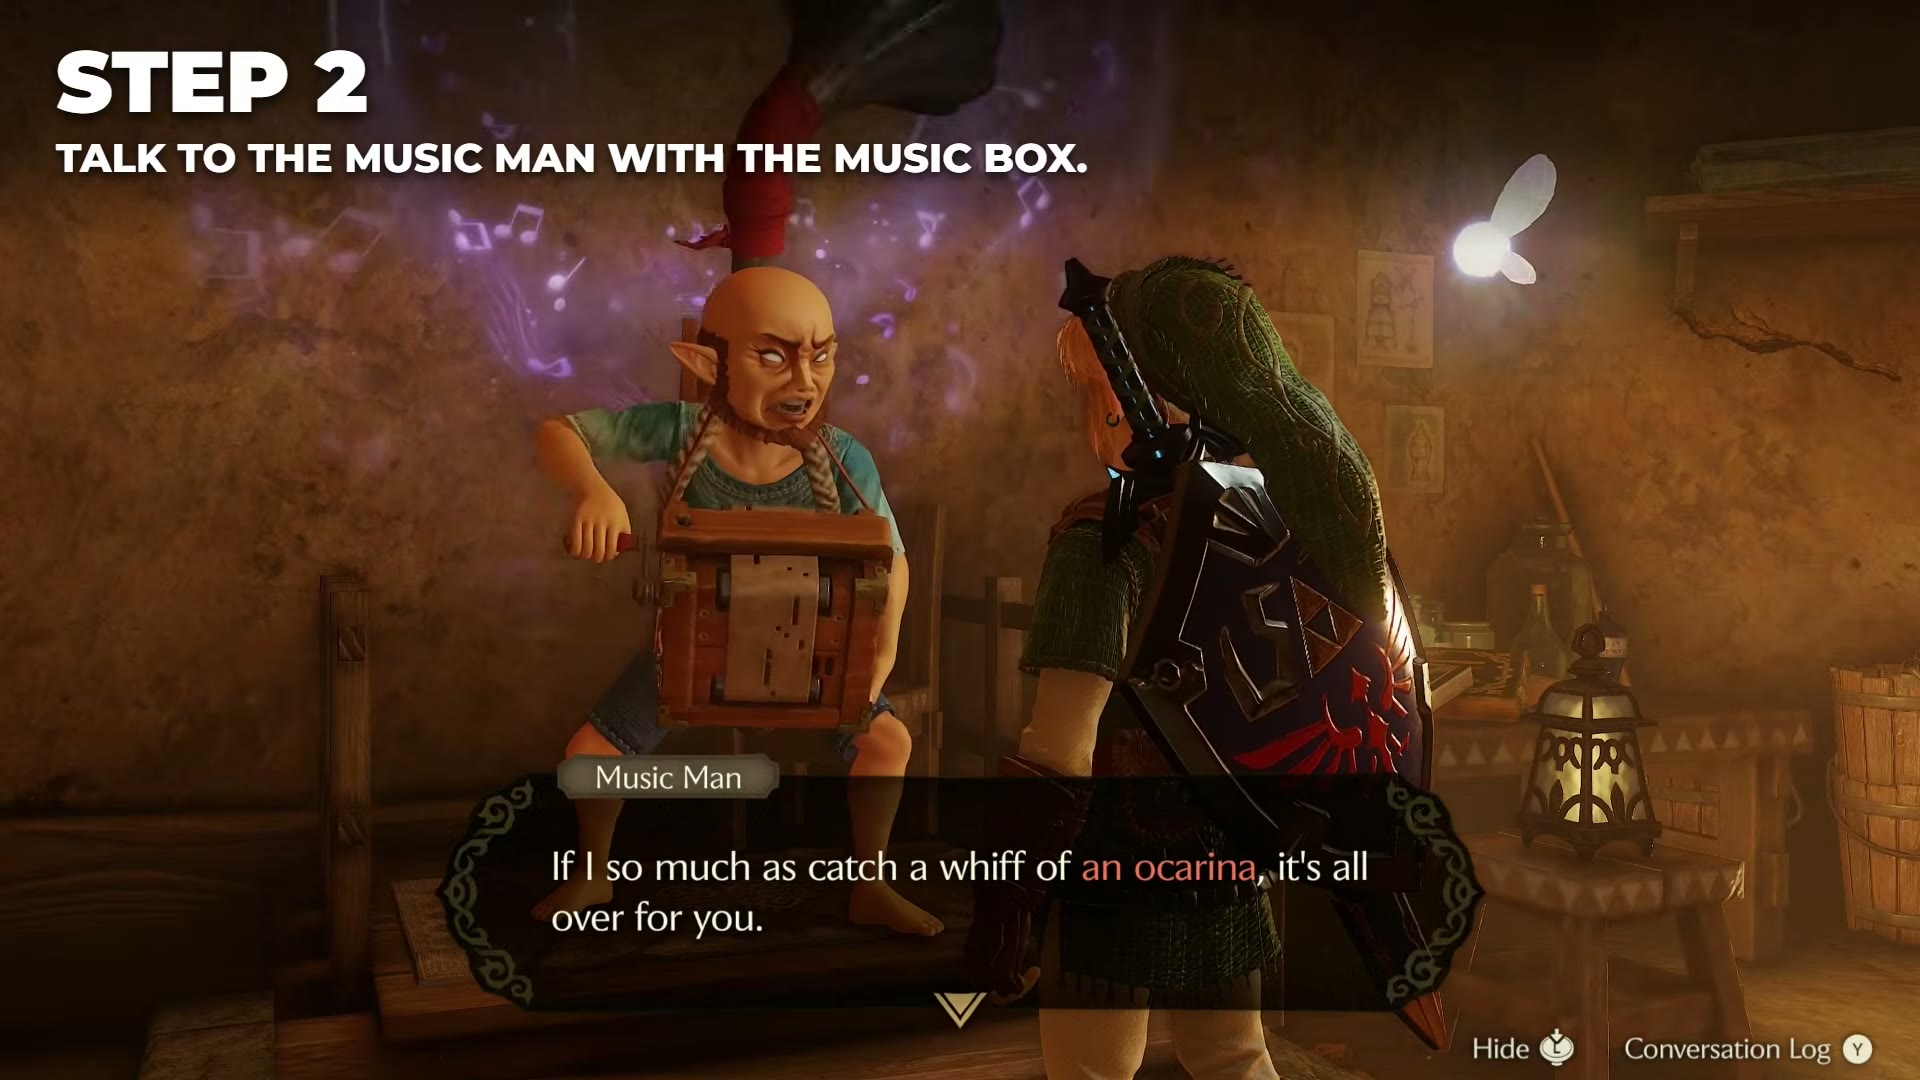 STEP 2
TALK TO THE MUSIC MAN WITH THE MUSIC BOX.
Music Man
If I so much as catch a whiff of an ocarina, it's all
over for you.
Hide L
Conversation Log Y